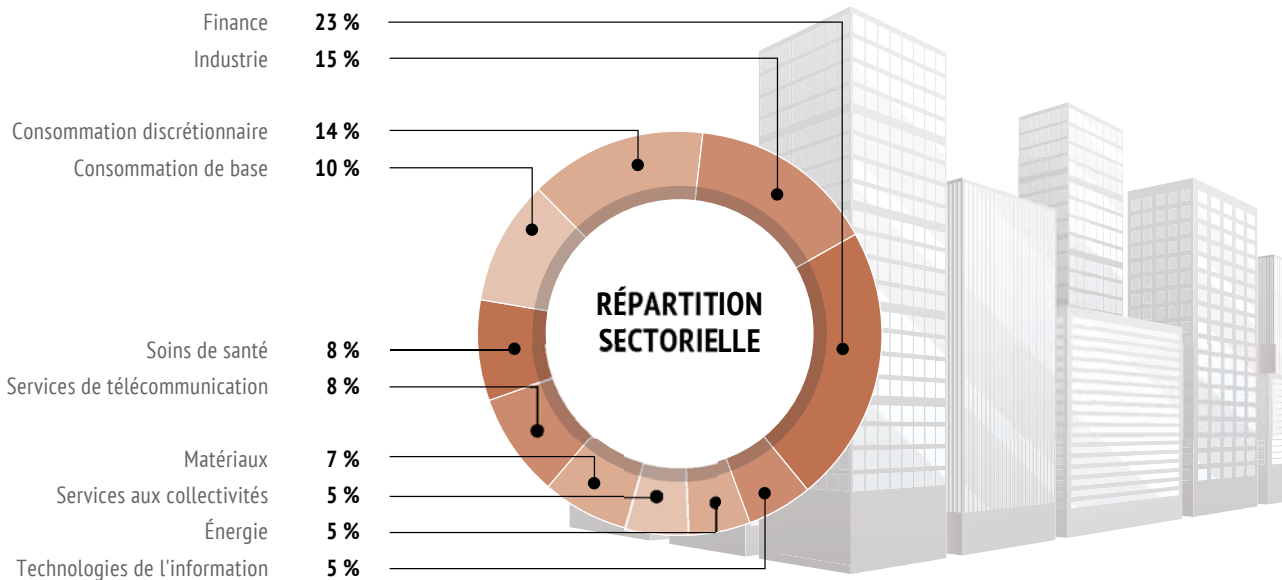 Finance 23 %
Industrie 15 %
Consommation discrétionnaire 14 %
Consommation de base 10 %
RÉPARTITION
SECTORIELLE
Soins de santé 8 %
Services de télécommunication 8 %
Matériaux 7 %
Services aux collectivités 5 %
Énergie 5 %
Technologies de l'information 5 %